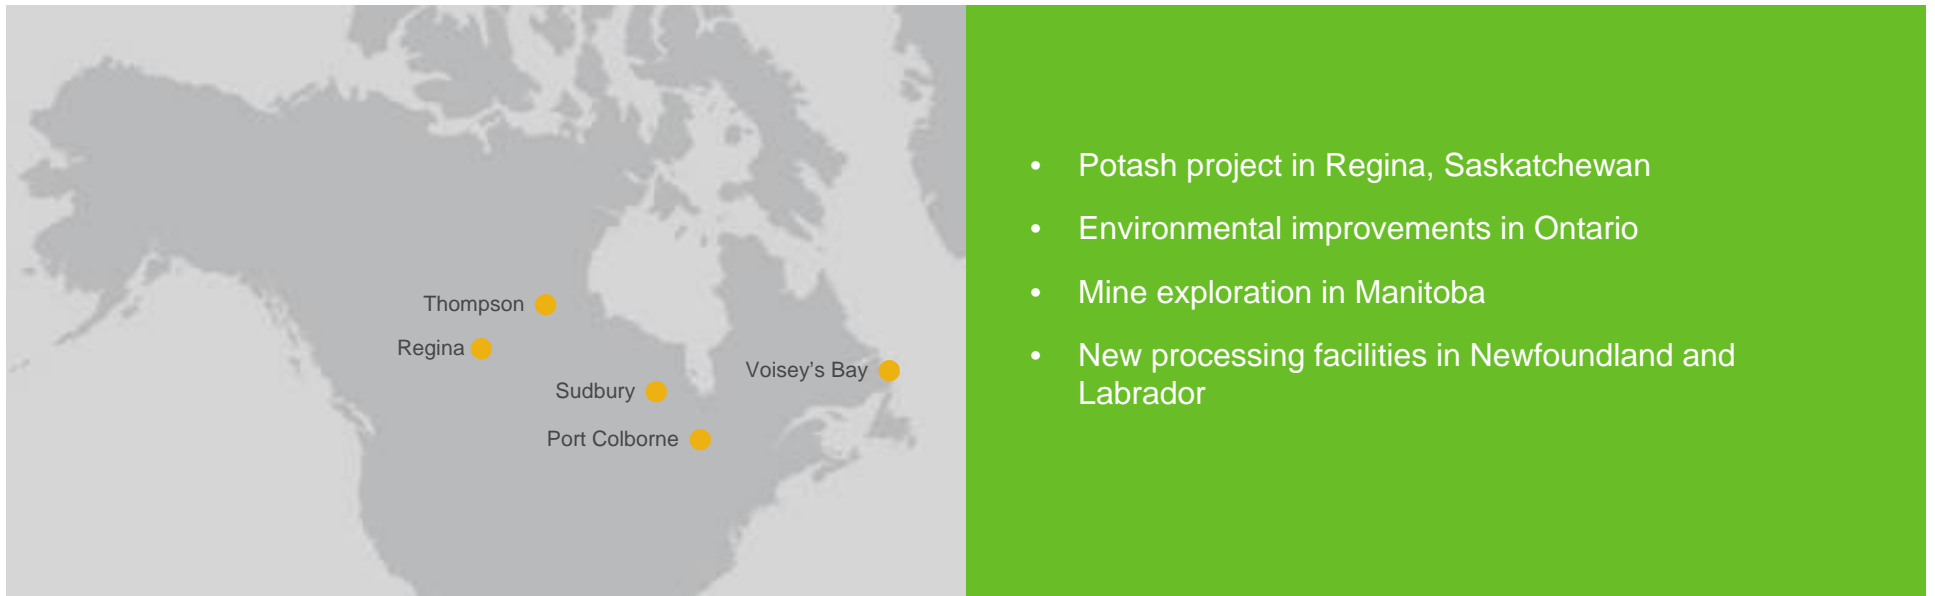 Thompson
Regina
Voisey’s Bay
Sudbury
Port Colborne
• Potash project in Regina, Saskatchewan
• Environmental improvements in Ontario
• Mine exploration in Manitoba
• New processing facilities in Newfoundland and
Labrador